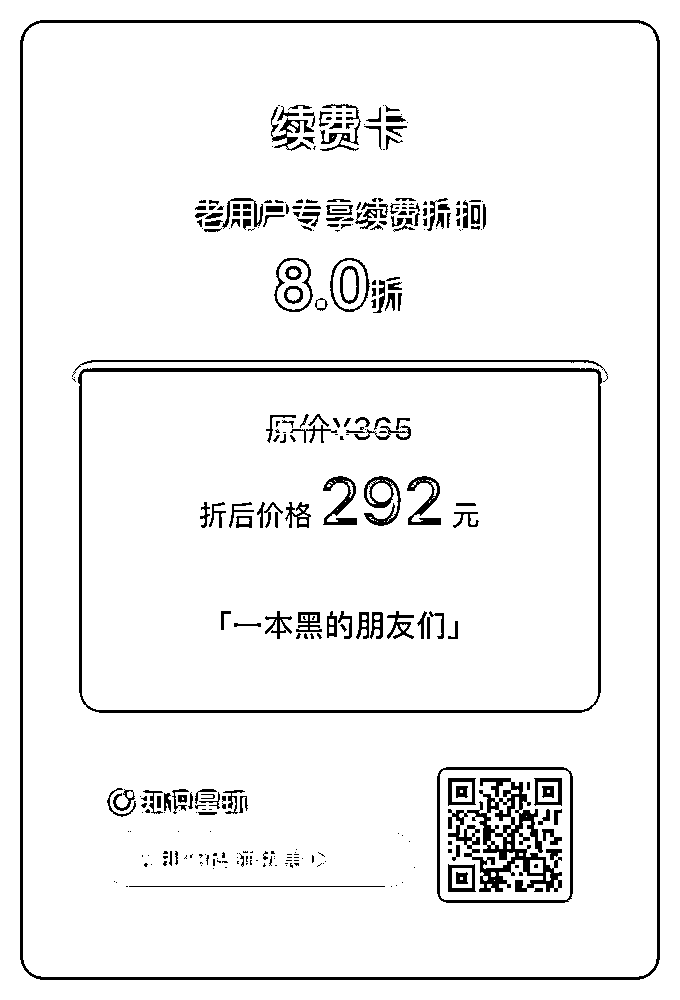 续费卡
老用户专享续费折扣
8.0折
原价¥365
折后价格 292 元
「一本黑的朋友们」
知识星球